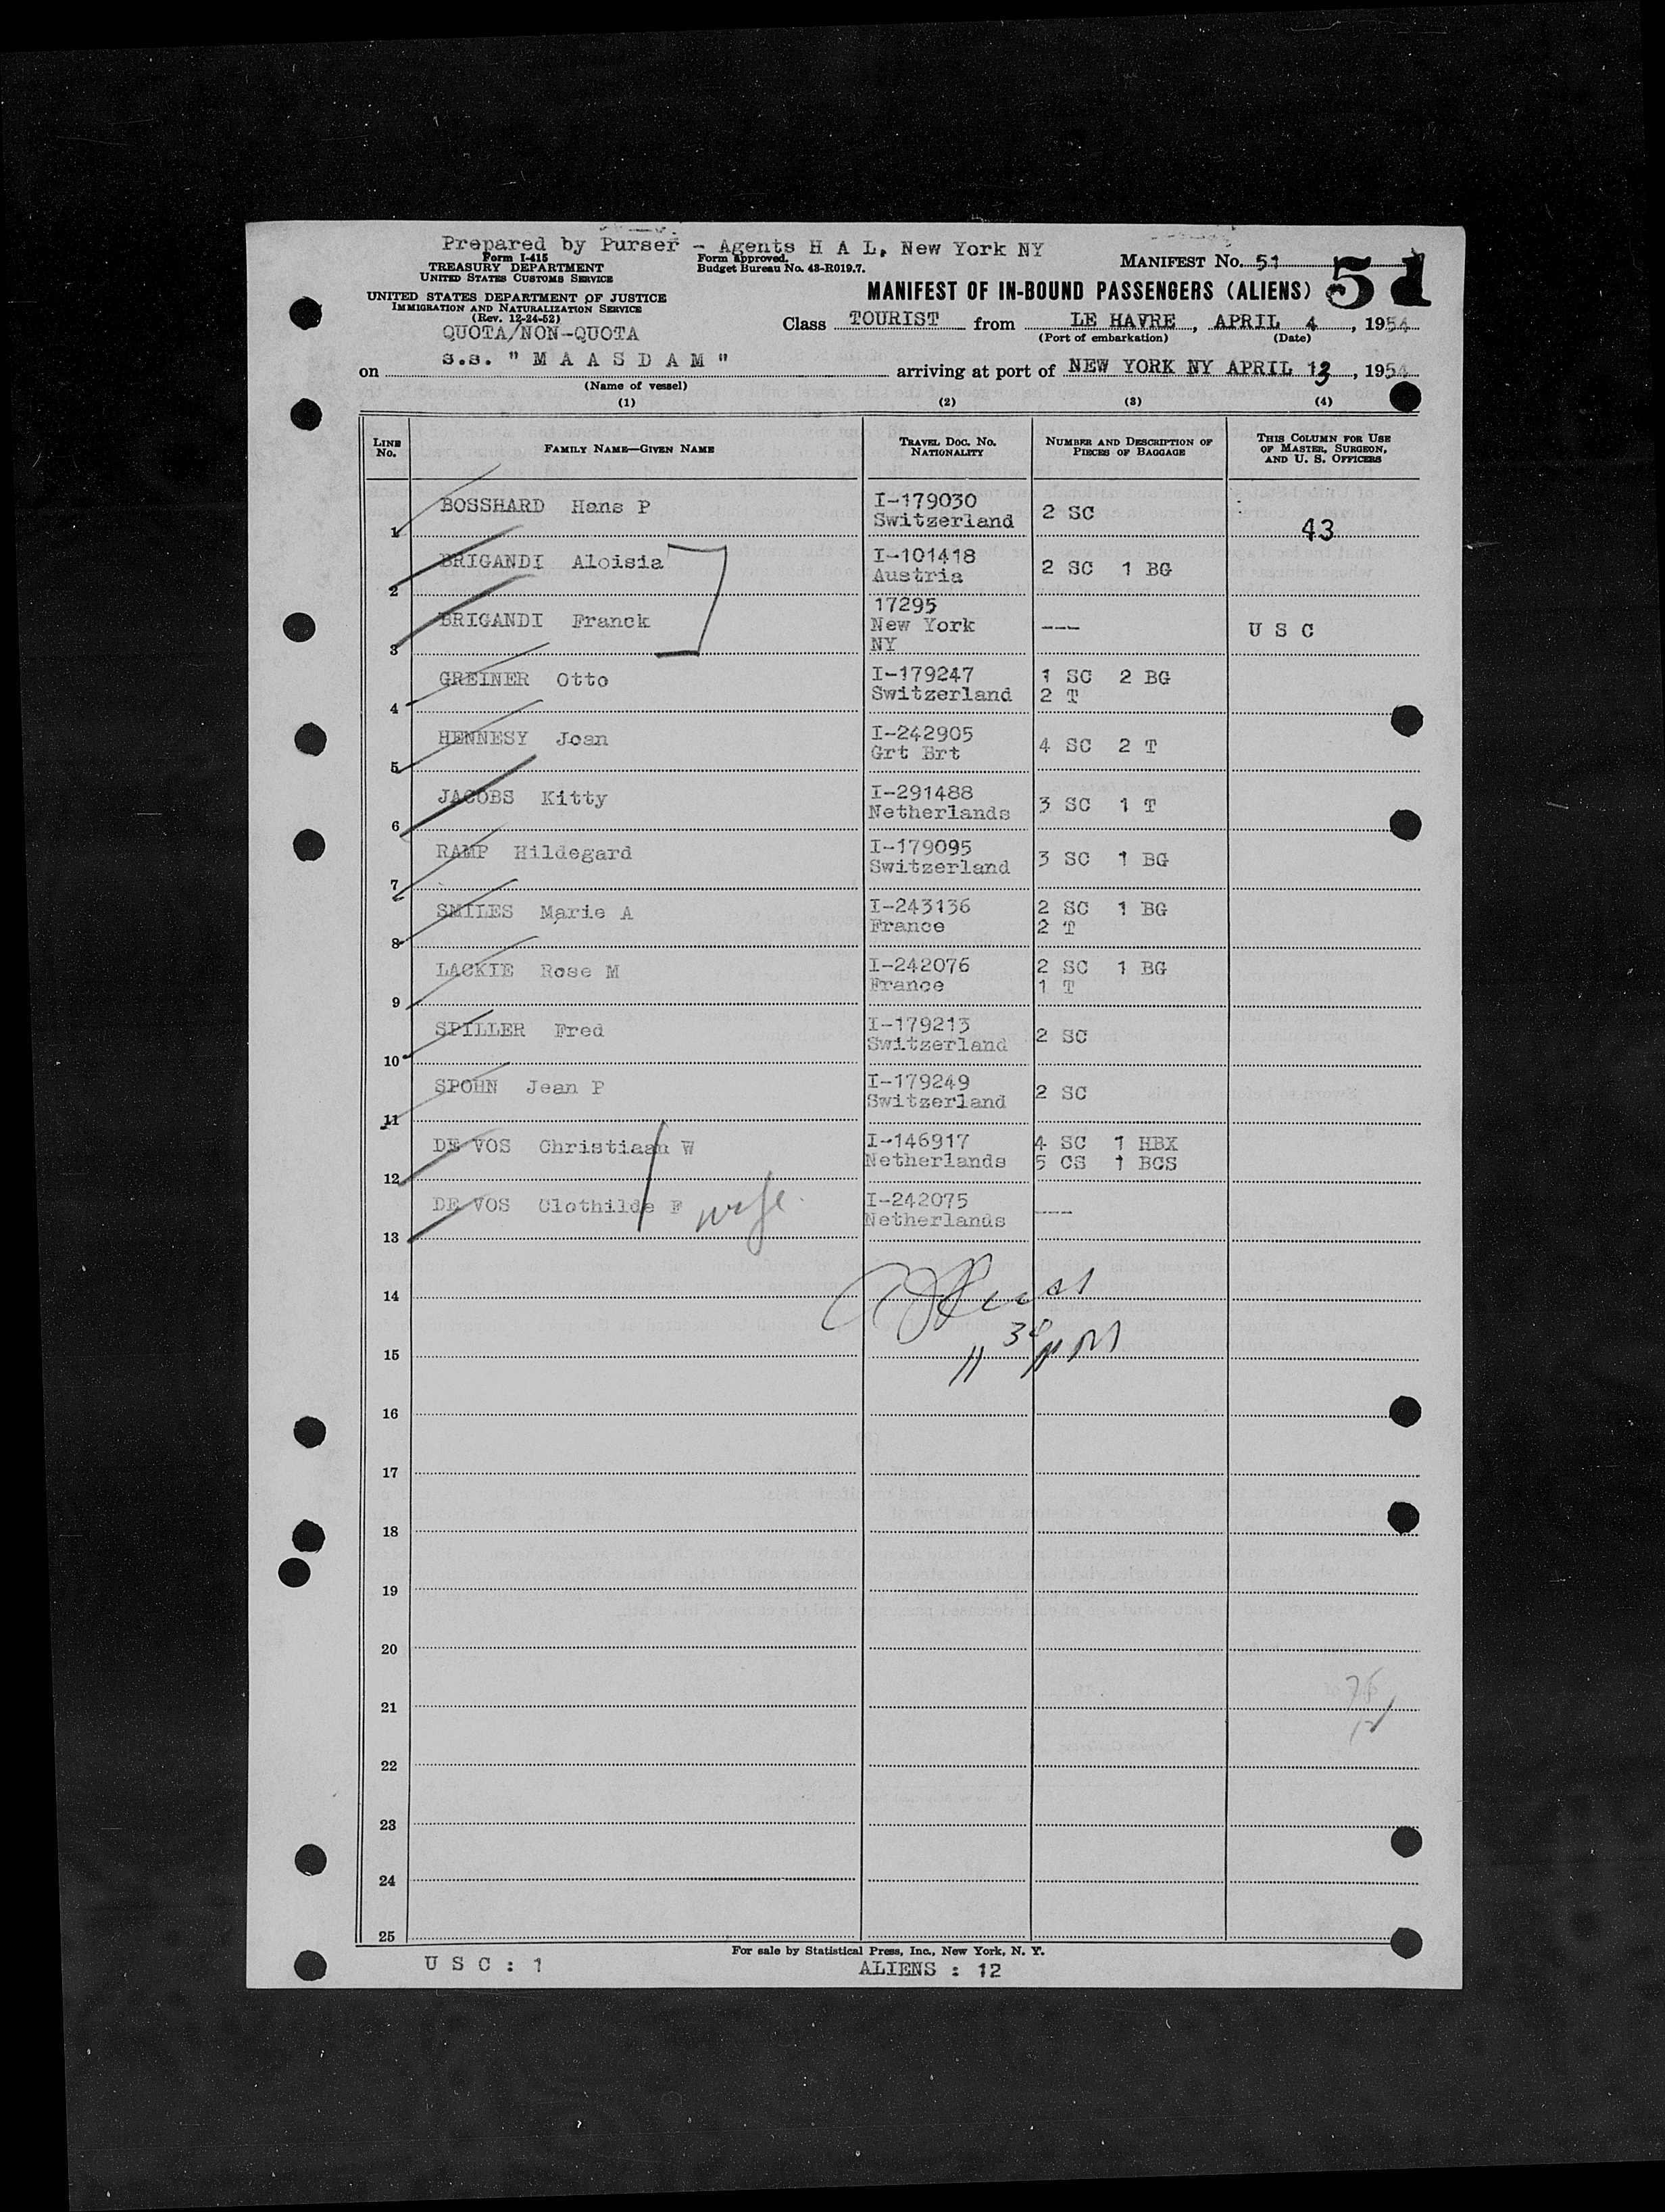 Prepared by Purser - Agents H A L, New York NY
Form I-415
TREASURY DEPARTMENT
UNITED STATES CUSTOMS SERVICE
Form approved.
Budget Bureau No. 43-R019.7.
MANIFEST No. 51
51
UNITED STATES DEPARTMENT OF JUSTICE
IMMIGRATION AND NATURALIZATION SERVICE
(Rev. 12-24-52)
QUOTA/NON-QUOTA
MANIFEST OF IN-BOUND PASSENGERS (ALIENS)
Class TOURIST from LE HAVRE, APRIL 4, 1954
(Port of embarkation) (Date)
on s.s. " M A A S D A M " arriving at port of NEW YORK NY APRIL 13, 1954
(Name of vessel)
(1) (2) (3) (4)
LINE No. FAMILY NAME—GIVEN NAME TRAVEL DOC. NO. NATIONALITY NUMBER AND DESCRIPTION OF PIECES OF BAGGAGE THIS COLUMN FOR USE OF MASTER, SURGEON, AND U. S. OFFICERS
1 BOSSHARD Hans P I-179030 Switzerland 2 SC 43
2 BRIGANDI Aloisia I-101418 Austria 2 SC 1 BG
3 BRIGANDI Franck 17295 New York NY --- U S C
4 GREINER Otto I-179247 Switzerland 1 SC 2 BG 2 T
5 HENNESY Joan I-242905 Grt Brt 4 SC 2 T
6 JACOBS Kitty I-291488 Netherlands 3 SC 1 T
7 RAMP Hildegard I-179095 Switzerland 3 SC 1 BG
8 SMILES Marie A I-243136 France 2 SC 1 BG 2 T
9 LACKIE Rose M I-242076 France 2 SC 1 BG 1 T
10 SPILLER Fred I-179213 Switzerland 2 SC
11 SPOHN Jean P I-179249 Switzerland 2 SC
12 DE VOS Christiaan W I-146917 Netherlands 4 SC 1 HBX 5 CS 1 BCS
13 DE VOS Clothilde F wife I-242075 Netherlands ----
14
15 11 30 PM
16
17
18
19
20
21
22
23
24
25
For sale by Statistical Press, Inc., New York, N. Y.
U S C : 1 ALIENS : 12